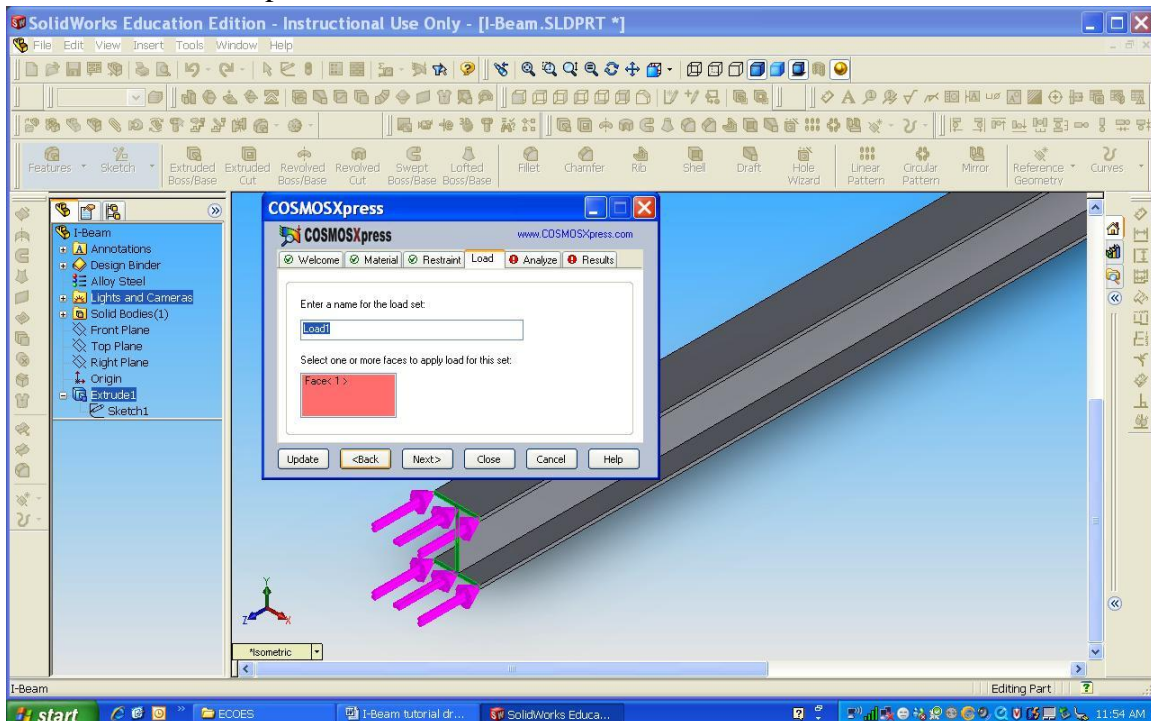 SolidWorks Education Edition - Instructional Use Only - [I-Beam.SLDPRT *]
File Edit View Insert Tools Window Help
Features Sketch Extruded Boss/Base Extruded Cut Revolved Boss/Base Revolved Cut Swept Boss/Base Lofted Boss/Base Fillet Chamfer Rib Shell Draft Hole Wizard Linear Pattern Circular Pattern Mirror Reference Geometry Curves
I-Beam
Annotations
Design Binder
Alloy Steel
Lights and Cameras
Solid Bodies(1)
Front Plane
Top Plane
Right Plane
Origin
Extrude1
Sketch1
COSMOSXpress
COSMOSXpress www.COSMOSXpress.com
Welcome Material Restraint Load Analyze Results
Enter a name for the load set:
Load1
Select one or more faces to apply load for this set:
Face< 1 >
Update <Back Next> Close Cancel Help
Y
Z X
*Isometric
I-Beam Editing Part
start ECOES I-Beam tutorial dr... SolidWorks Educa... 11:54 AM